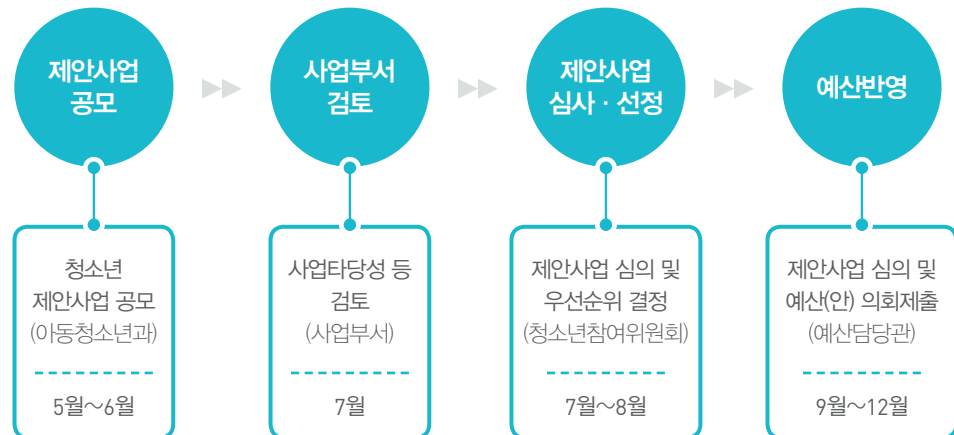 제안사업
공모
사업부서
검토
제안사업
심사 · 선정
예산반영
청소년
제안사업 공모
(아동청소년과)
5월~6월
사업타당성 등
검토
(사업부서)
7월
제안사업 심의 및
우선순위 결정
(청소년참여위원회)
7월~8월
제안사업 심의 및
예산(안) 의회제출
(예산담당관)
9월~12월